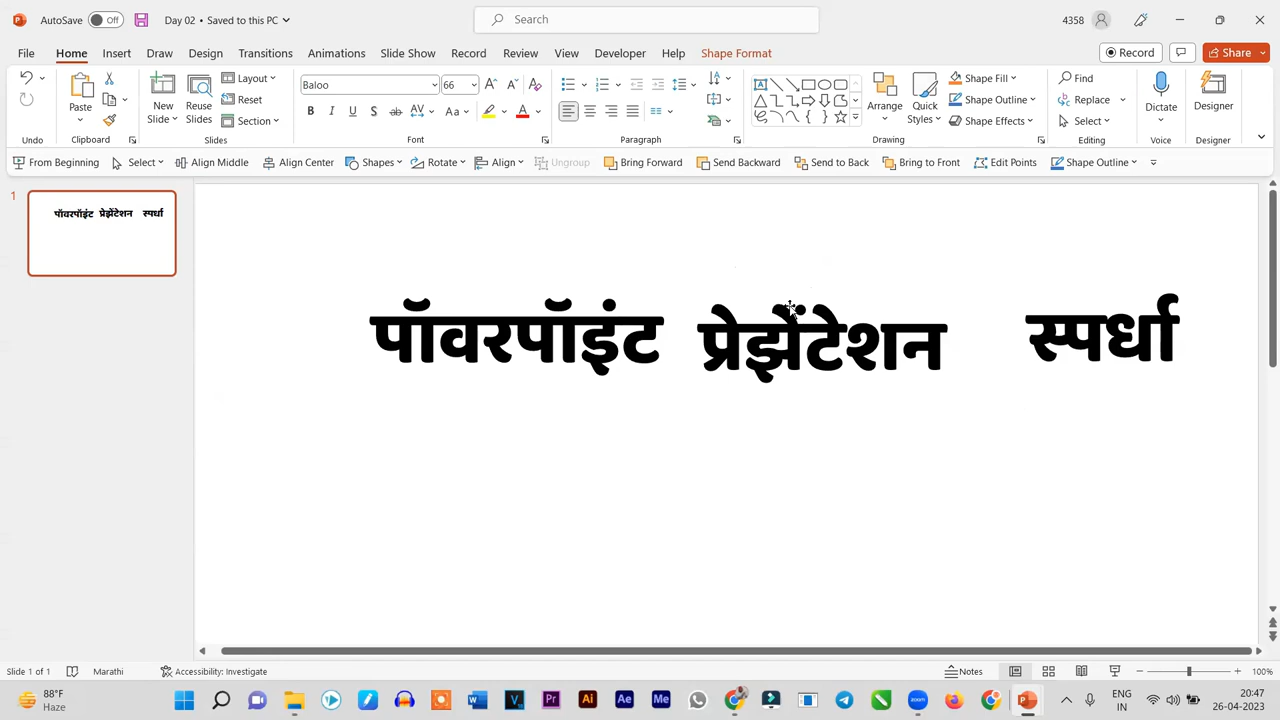 AutoSave Off Day 02 • Saved to this PC Search 4358
File Home Insert Draw Design Transitions Animations Slide Show Record Review View Developer Help Shape Format Record Share
Undo Paste Clipboard
New Slide Reuse Slides Layout Reset Section Slides
Baloo 66 Font
Paragraph
Arrange Quick Styles Shape Fill Shape Outline Shape Effects Drawing
Find Replace Select Editing
Dictate Voice
Designer Designer
From Beginning Select Align Middle Align Center Shapes Rotate Align Ungroup Bring Forward Send Backward Send to Back Bring to Front Edit Points Shape Outline
1
पॉवरपॉइंट प्रेझेंटेशन स्पर्धा
पॉवरपॉइंट प्रेझेंटेशन स्पर्धा
Slide 1 of 1 Marathi Accessibility: Investigate Notes 100%
88°F
Haze
ENG
IN
20:47
26-04-2023